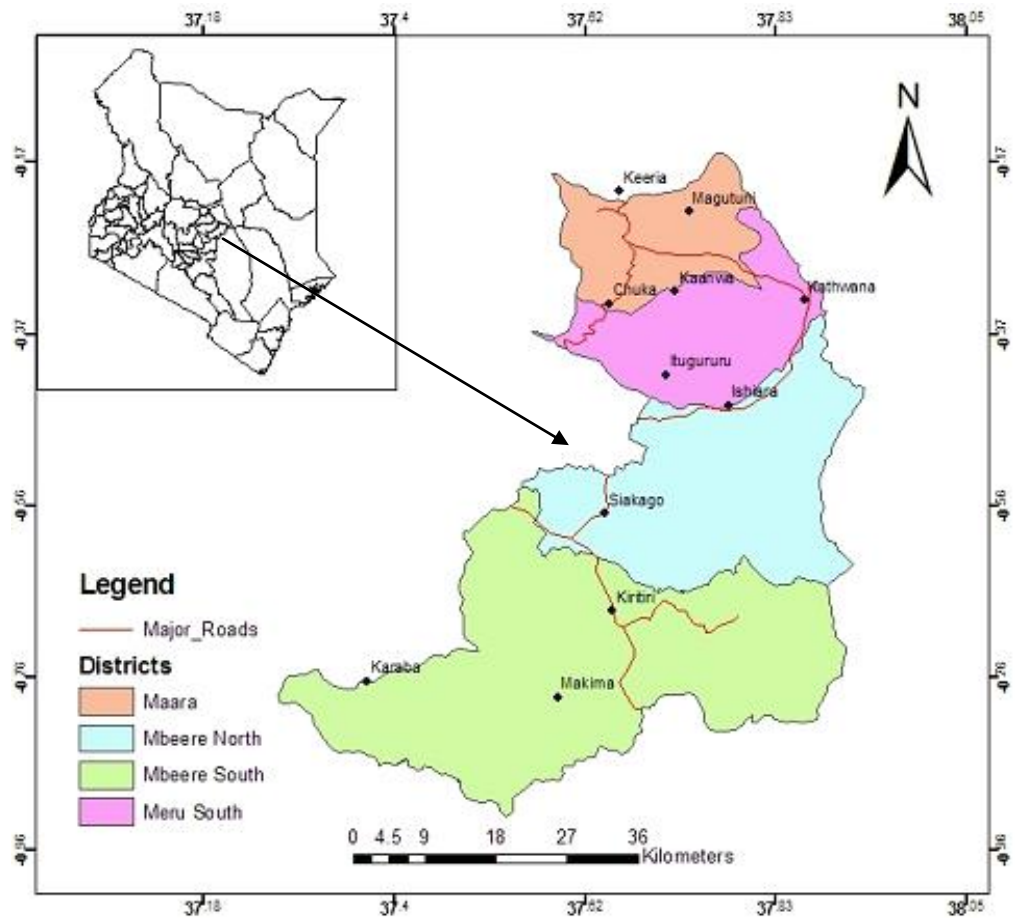 37.18 37.4 37.62 37.83 38.05
N
-0.17 -0.17
Keeria
Magutuni
Kaanwa
Chuka
Kathwana
-0.37 -0.37
Itugururu
Ishiara
-0.56 -0.56
Siakago
Legend
Kiritiri
Major_Roads
Districts
-0.76 -0.76
Karaba
Makima
Maara
Mbeere North
Mbeere South
Meru South
0 4.5 9 18 27 36
Kilometers
-0.96 -0.96
37.18 37.4 37.62 37.83 38.05